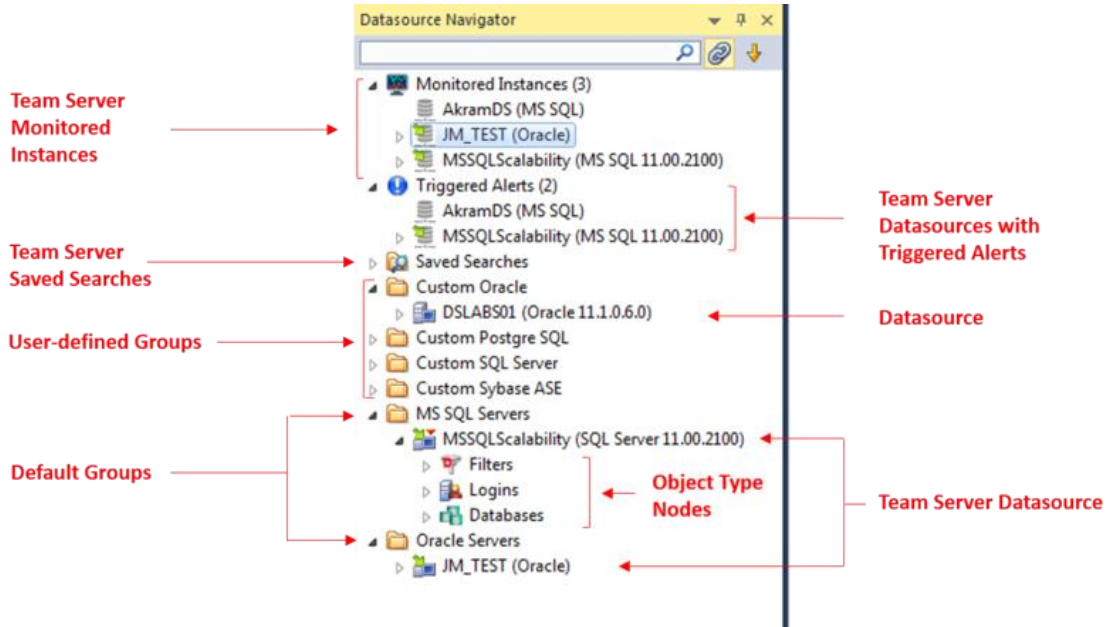 Datasource Navigator
Monitored Instances (3)
AkramDS (MS SQL)
JM_TEST (Oracle)
MSSQLScalability (MS SQL 11.00.2100)
Triggered Alerts (2)
AkramDS (MS SQL)
MSSQLScalability (MS SQL 11.00.2100)
Saved Searches
Custom Oracle
DSLABS01 (Oracle 11.1.0.6.0)
Custom Postgre SQL
Custom SQL Server
Custom Sybase ASE
MS SQL Servers
MSSQLScalability (SQL Server 11.00.2100)
Filters
Logins
Databases
Oracle Servers
JM_TEST (Oracle)
Team Server
Monitored
Instances
Team Server
Saved Searches
User-defined Groups
Default Groups
Object Type
Nodes
Team Server
Datasources with
Triggered Alerts
Datasource
Team Server Datasource